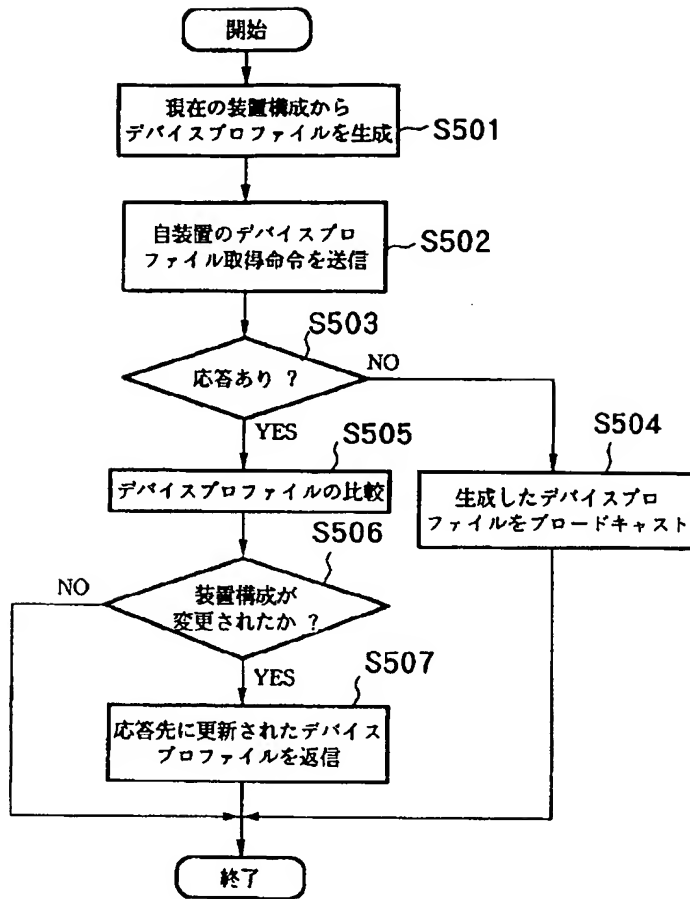 開始
現在の装置構成から
デバイスプロファイルを生成
S501
自装置のデバイスプロ
ファイル取得命令を送信
S502
S503
応答あり ?
NO
YES
S505
デバイスプロファイルの比較
S504
生成したデバイスプロ
ファイルをブロードキャスト
S506
NO
装置構成が
変更されたか ?
YES
S507
応答先に更新されたデバイス
プロファイルを返信
終了